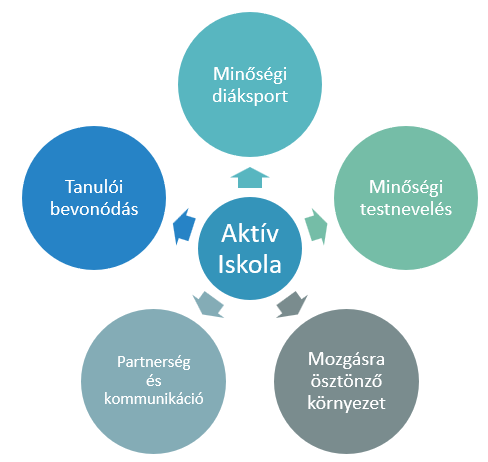 Minőségi
diáksport
Tanulói
bevonódás
Minőségi
testnevelés
Aktív
Iskola
Partnerség
és
kommunikáció
Mozgásra
ösztönző
környezet